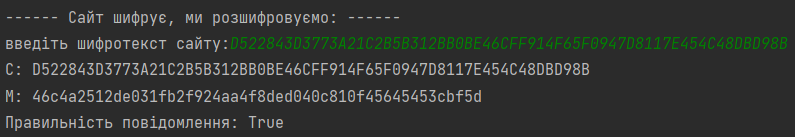 ------ Сайт шифрує, ми розшифровуємо: ------
введіть шифротекст сайту:D522843D3773A21C2B5B312BB0BE46CFF914F65F0947D8117E454C48DBD98B
C: D522843D3773A21C2B5B312BB0BE46CFF914F65F0947D8117E454C48DBD98B
M: 46c4a2512de031fb2f924aa4f8ded040c810f45645453cbf5d
Правильність повідомлення: True